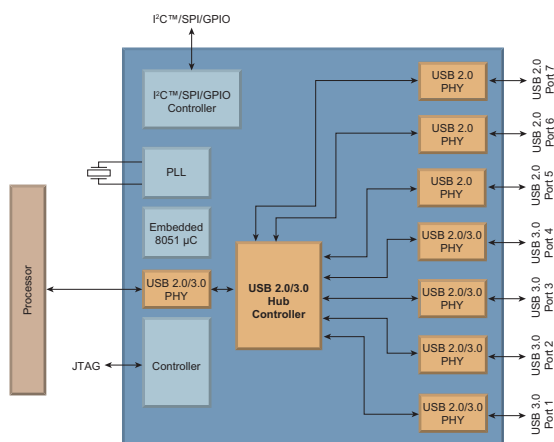 I²C™/SPI/GPIO
I²C™/SPI/GPIO
Controller
PLL
Embedded
8051 µC
USB 2.0/3.0
PHY
Controller
JTAG
Processor
USB 2.0/3.0
Hub
Controller
USB 2.0
PHY
USB 2.0
Port 7
USB 2.0
PHY
USB 2.0
Port 6
USB 2.0
PHY
USB 2.0
Port 5
USB 2.0/3.0
PHY
USB 3.0
Port 4
USB 2.0/3.0
PHY
USB 3.0
Port 3
USB 2.0/3.0
PHY
USB 3.0
Port 2
USB 2.0/3.0
PHY
USB 3.0
Port 1